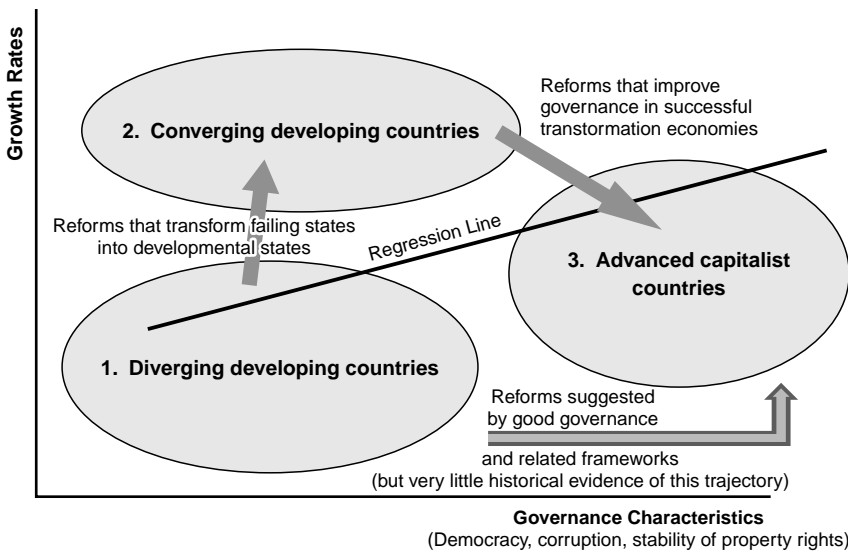 Growth Rates
2. Converging developing countries
Reforms that improve
governance in successful
transtormation economies
Reforms that transform failing states
into developmental states
Regression Line
3. Advanced capitalist
countries
1. Diverging developing countries
Reforms suggested
by good governance
and related frameworks
(but very little historical evidence of this trajectory)
Governance Characteristics
(Democracy, corruption, stability of property rights)